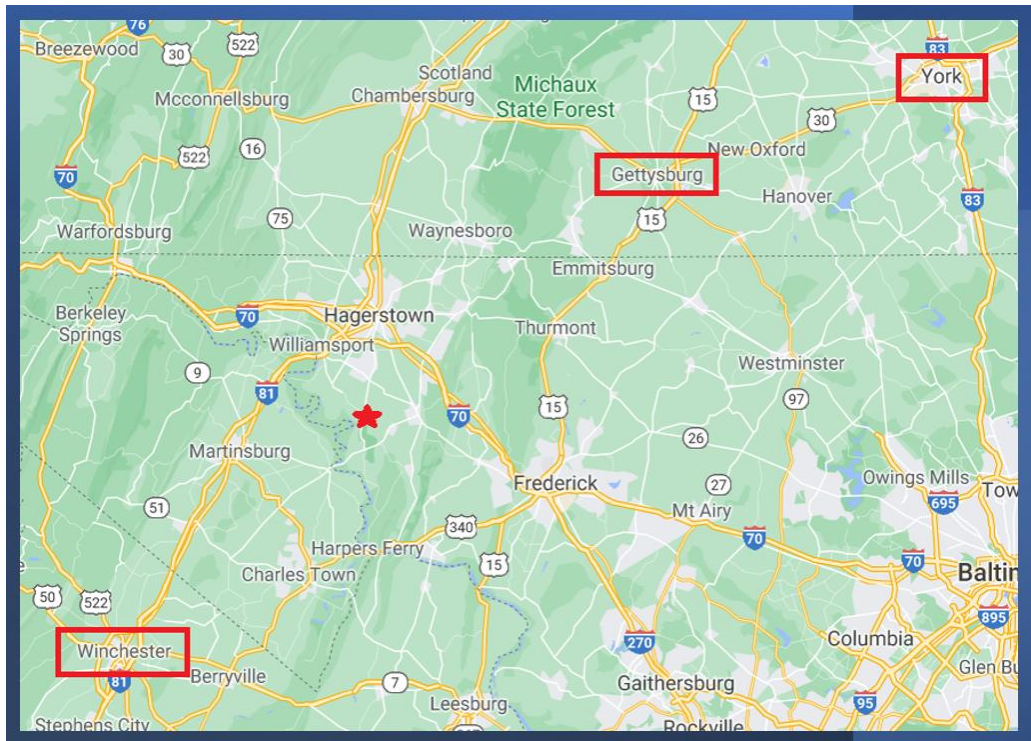 76
Breezewood
30
522
83
York
Scotland
Chambersburg
Mcconnellsburg
Michaux
State Forest
15
30
522
16
New Oxford
70
Gettysburg
Hanover
83
75
15
Warfordsburg
Waynesboro
Emmitsburg
Berkeley
Springs
70
Hagerstown
Thurmont
Williamsport
Westminster
9
81
70
15
97
26
Martinsburg
Owings Mills
Frederick
27
695
Tow
51
Mt Airy
340
70
Harpers Ferry
15
70
Baltin
Charles Town
50
522
895
270
Columbia
Winchester
Glen Bu
81
Berryville
7
Gaithersburg
Leesburg
95
Stephens City
Rockville